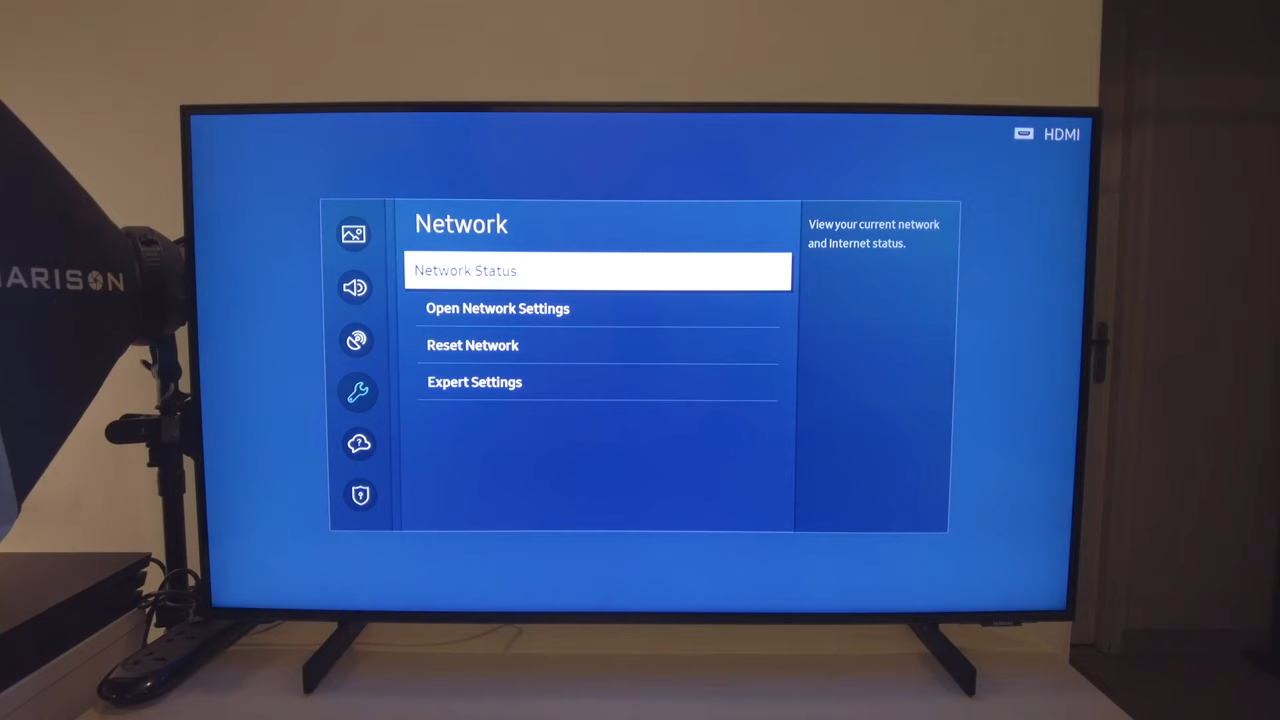 HDMI
Network
Network Status
Open Network Settings
Reset Network
Expert Settings
View your current network
and Internet status.
ARISON